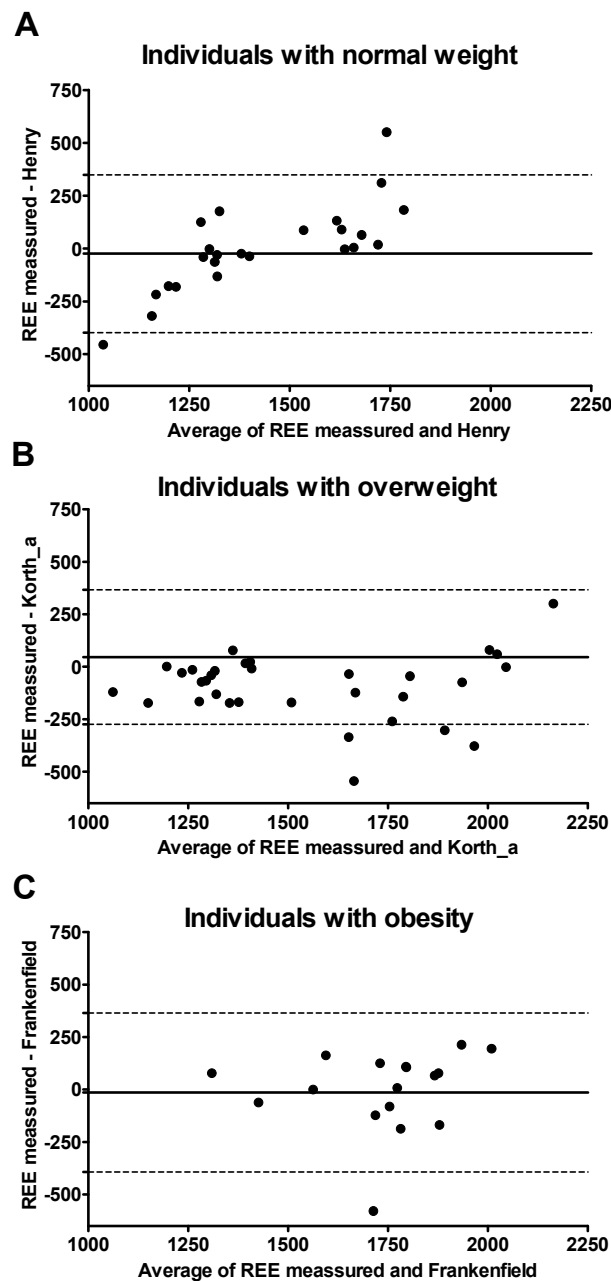 A
Individuals with normal weight
750
500
250
0
-250
-500
REE meassured - Henry
1000 1250 1500 1750 2000 2250
Average of REE meassured and Henry
B
Individuals with overweight
750
500
250
0
-250
-500
REE meassured - Korth_a
1000 1250 1500 1750 2000 2250
Average of REE meassured and Korth_a
C
Individuals with obesity
750
500
250
0
-250
-500
REE meassured - Frankenfield
1000 1250 1500 1750 2000 2250
Average of REE meassured and Frankenfield